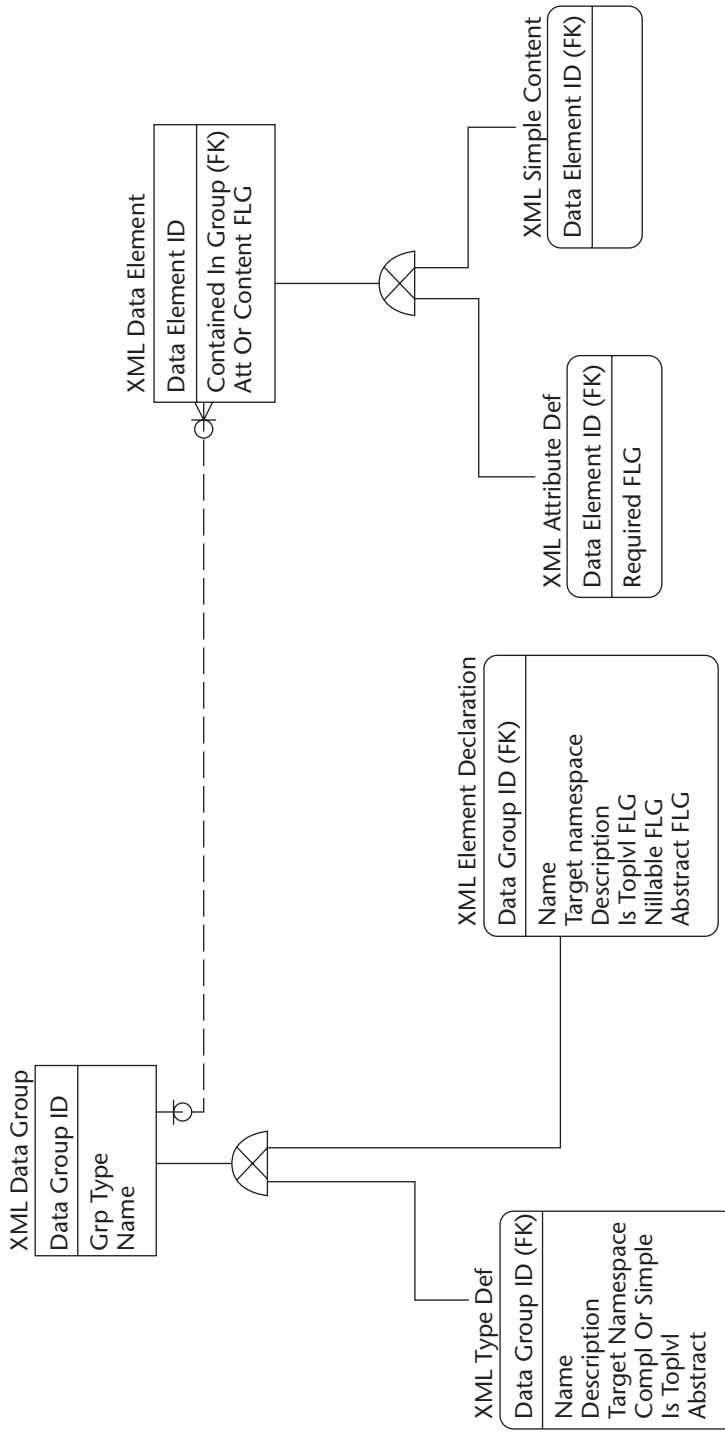 XML Data Group
Data Group ID
Grp Type
Name
XML Data Element
Data Element ID
Contained In Group (FK)
Att Or Content FLG
XML Type Def
Data Group ID (FK)
Name
Description
Target Namespace
Compl Or Simple
Is Toplvl
Abstract
XML Element Declaration
Data Group ID (FK)
Name
Target namespace
Description
Is Toplvl FLG
Nillable FLG
Abstract FLG
XML Attribute Def
Data Element ID (FK)
Required FLG
XML Simple Content
Data Element ID (FK)